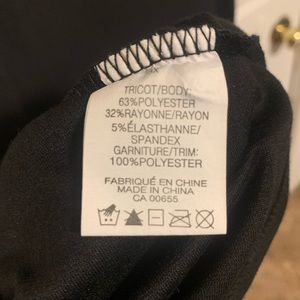 TRICOT/BODY:
63%POLYESTER
32%RAYONNE/RAYON
5%ÉLASTHANNE/
SPANDEX
GARNITURE/TRIM:
100%POLYESTER
FABRIQUÉ EN CHINE
MADE IN CHINA
CA 00655